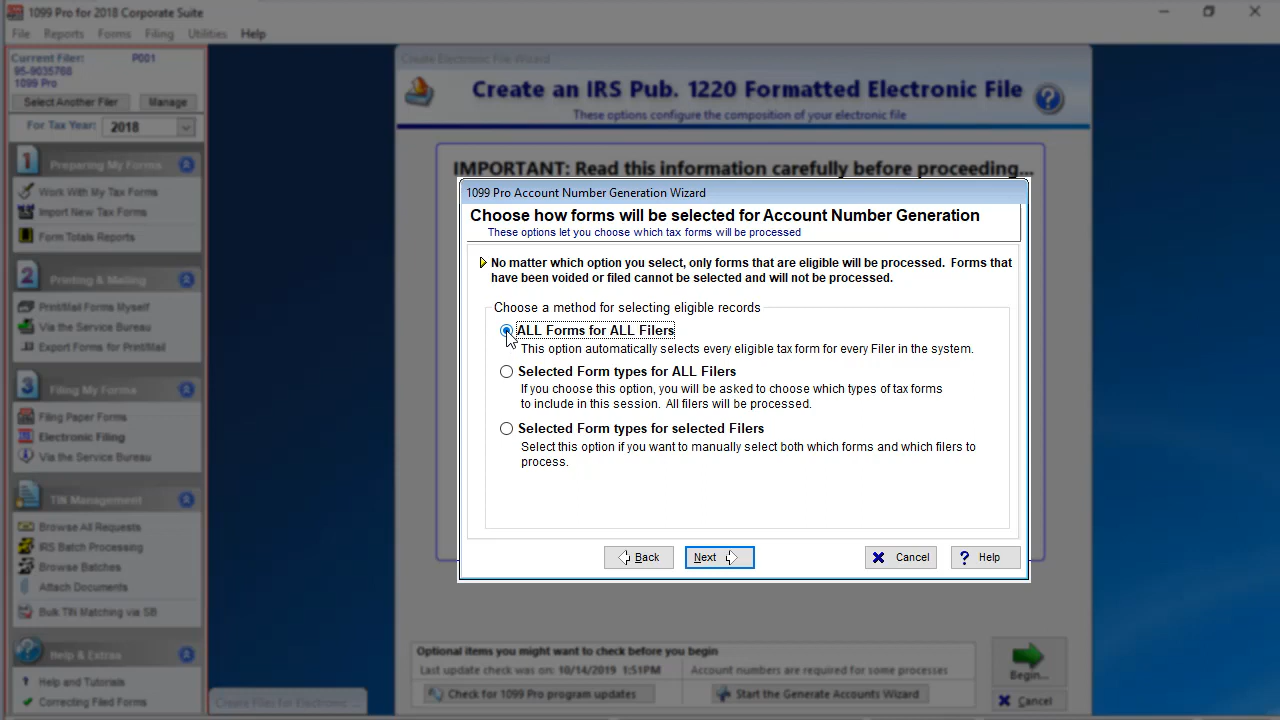 1099 Pro for 2018 Corporate Suite
File Reports Forms Filing Utilities Help
Current Filer: P001
95-9035788
1099 Pro
Select Another Filer Manage
For Tax Year: 2018
1 Preparing My Forms
Work With My Tax Forms
Import New Tax Forms
Form Totals Reports
2 Printing & Mailing
Print/Mail Forms Myself
Via the Service Bureau
Export Forms for Print/Mail
3 Filing My Forms
Filing Paper Forms
Electronic Filing
Via the Service Bureau
TIN Management
Browse All Requests
IRS Batch Processing
Browse Batches
Attach Documents
Bulk TIN Matching via SB
Help & Extras
Help and Tutorials
Correcting Filed Forms
Create Electronic File Wizard
Create an IRS Pub. 1220 Formatted Electronic File
These options configure the composition of your electronic file
IMPORTANT: Read this information carefully before proceeding...
1099 Pro Account Number Generation Wizard
Choose how forms will be selected for Account Number Generation
These options let you choose which tax forms will be processed
No matter which option you select, only forms that are eligible will be processed. Forms that
have been voided or filed cannot be selected and will not be processed.
Choose a method for selecting eligible records
ALL Forms for ALL Filers
This option automatically selects every eligible tax form for every Filer in the system.
Selected Form types for ALL Filers
If you choose this option, you will be asked to choose which types of tax forms
to include in this session. All filers will be processed.
Selected Form types for selected Filers
Select this option if you want to manually select both which forms and which filers to
process.
Back Next Cancel Help
Optional items you might want to check before you begin
Last update check was on: 10/14/2019 1:51PM Account numbers are required for some processes
Check for 1099 Pro program updates Start the Generate Accounts Wizard
Begin...
Cancel
Create Files for Electronic ...